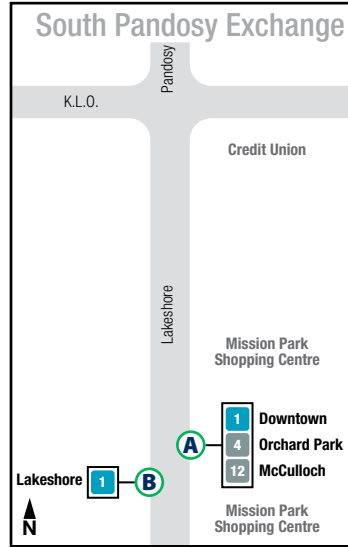 South Pandosy Exchange
Pandosy
K.L.O.
Credit Union
Lakeshore
Mission Park
Shopping Centre
1 Downtown
A 4 Orchard Park
12 McCulloch
Lakeshore 1 B
N
Mission Park
Shopping Centre